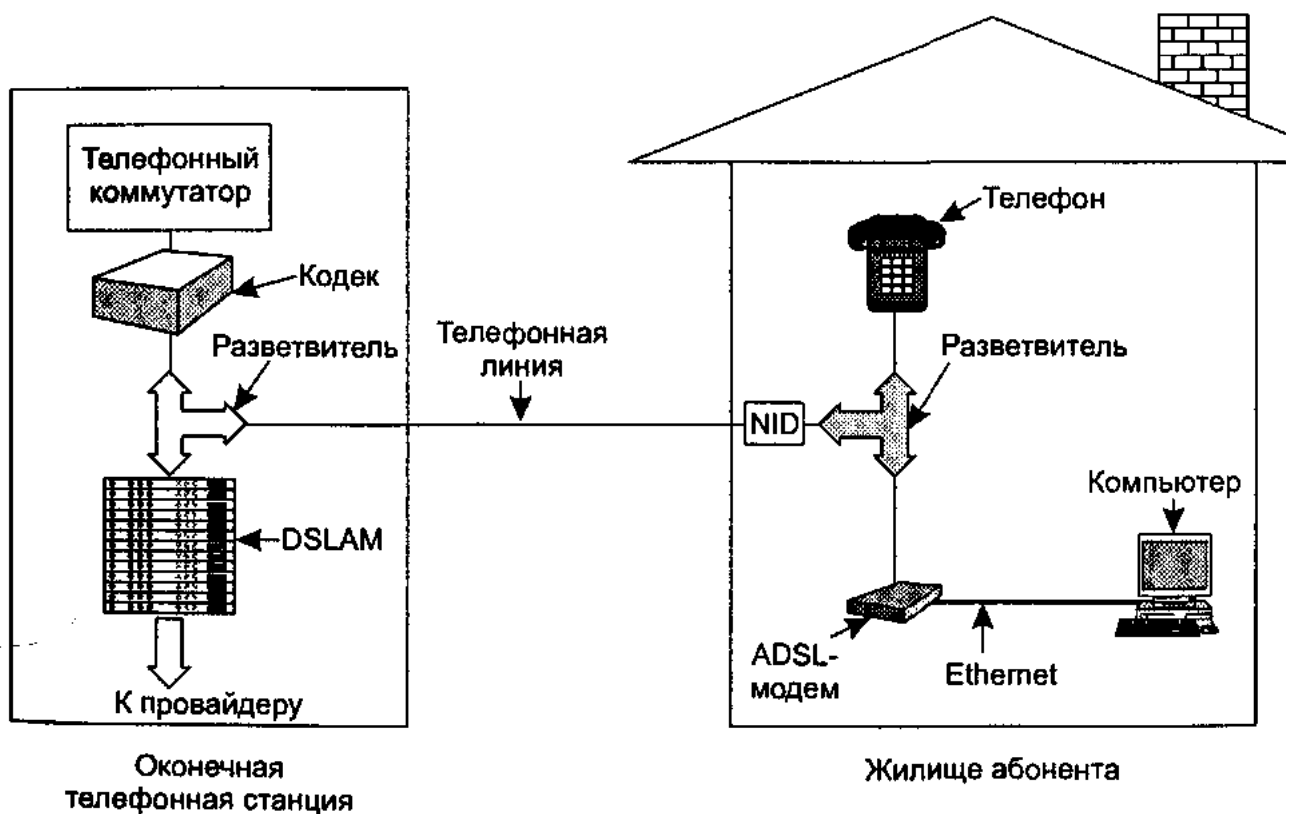 Телефонный
коммутатор
Кодек
Разветвитель
Телефонная
линия
DSLAM
К провайдеру
Оконечная
телефонная станция
Телефон
Разветвитель
NID
Компьютер
ADSL-
модем
Ethernet
Жилище абонента